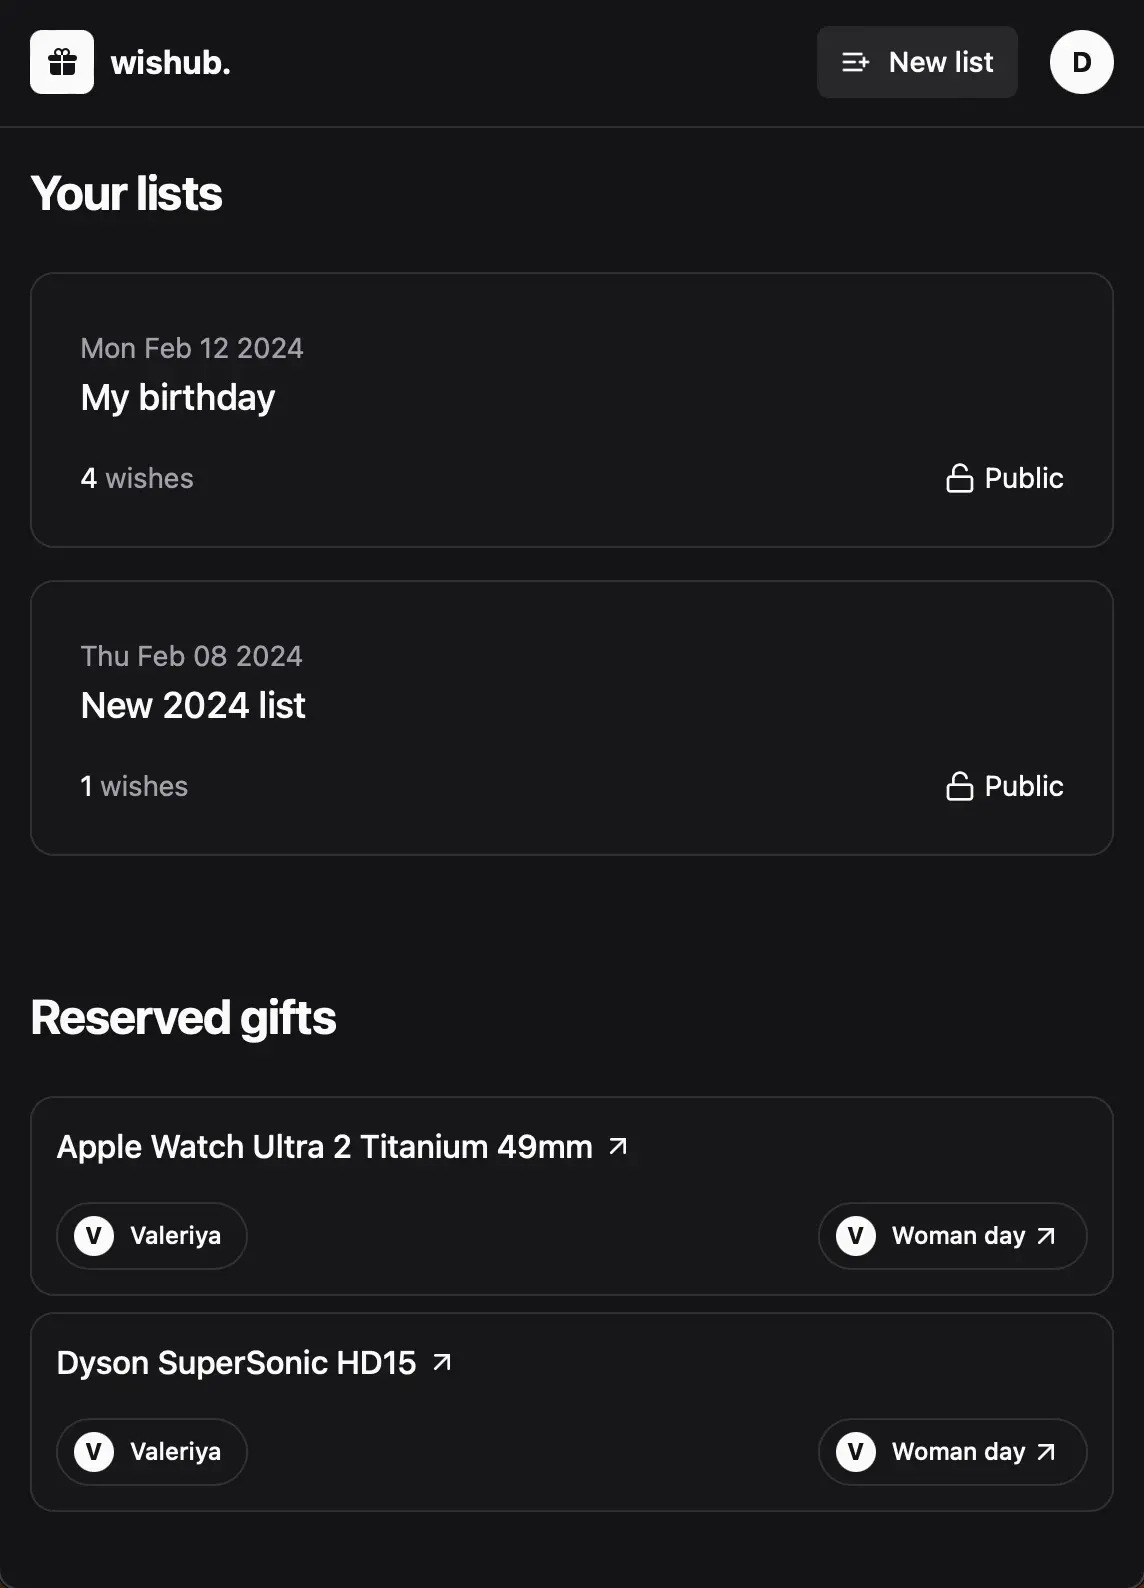 wishub.
New list
D
Your lists
Mon Feb 12 2024
My birthday
4 wishes
Public
Thu Feb 08 2024
New 2024 list
1 wishes
Public
Reserved gifts
Apple Watch Ultra 2 Titanium 49mm
V Valeriya
V Woman day
Dyson SuperSonic HD15
V Valeriya
V Woman day